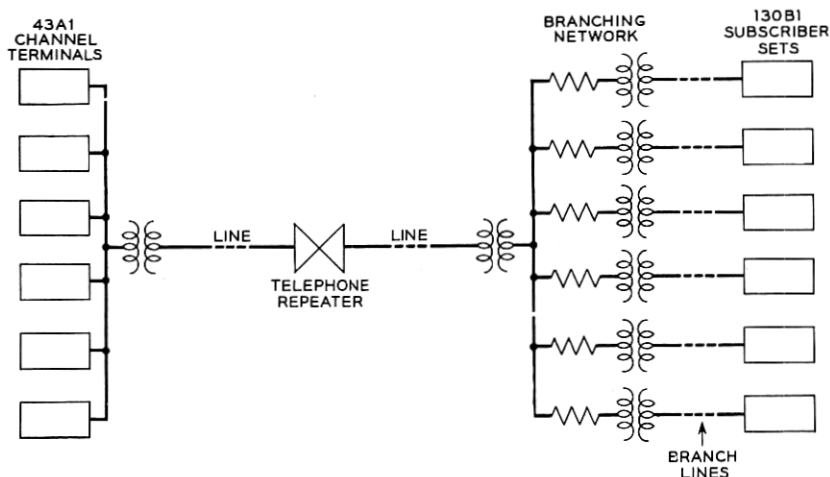 43A1
CHANNEL
TERMINALS
BRANCHING
NETWORK
130B1
SUBSCRIBER
SETS
LINE
LINE
TELEPHONE
REPEATER
BRANCH
LINES